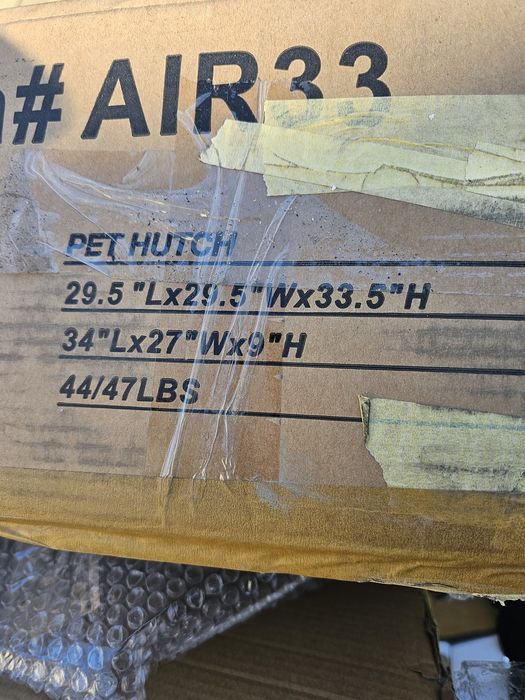 # AIR33
PET HUTCH
29.5 "Lx29.5"Wx33.5"H
34"Lx27"Wx9"H
44/47LBS